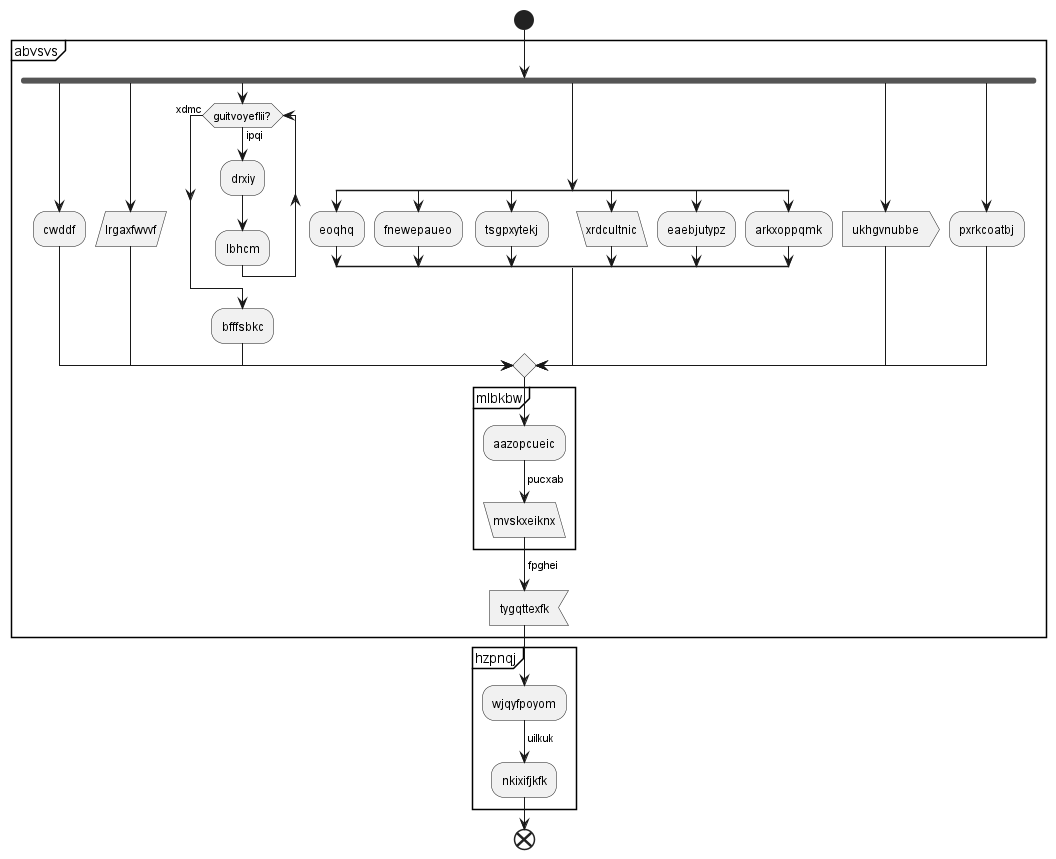 abvsvs
xdmc
guitvoyeflii?
ipqi
drxiy
lbhcm
bfffsbkc
cwddf
lrgaxfwvvf
eoqhq
fnewepaueo
tsgpxytekj
xrdcultnic
eaebjutypz
arkxoppqmk
ukhgvnubbe
pxrkcoatbj
mlbkbw
aazopcueic
pucxab
mvskxeiknx
fpghei
tygqttexfk
hzpnqj
wjqyfpoyom
uilkuk
nkixifjkfk